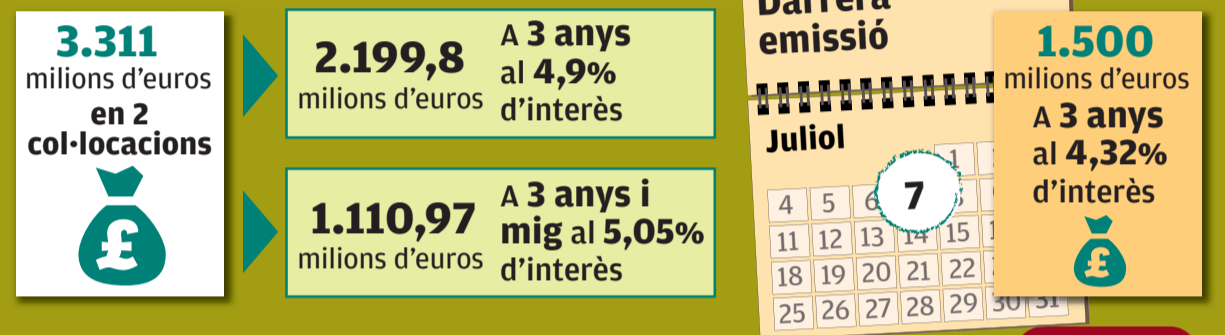 3.311
milions d'euros
en 2
col·locacions
£
2.199,8
milions d'euros
A 3 anys
al 4,9%
d'interès
1.110,97
milions d'euros
A 3 anys i
mig al 5,05%
d'interès
Darrera
emissió
Juliol
1
4 5 6 7
11 12 13 14 15
18 19 20 21 22
25 26 27 28 29 30 31
1.500
milions d'euros
A 3 anys
al 4,32%
d'interès
£